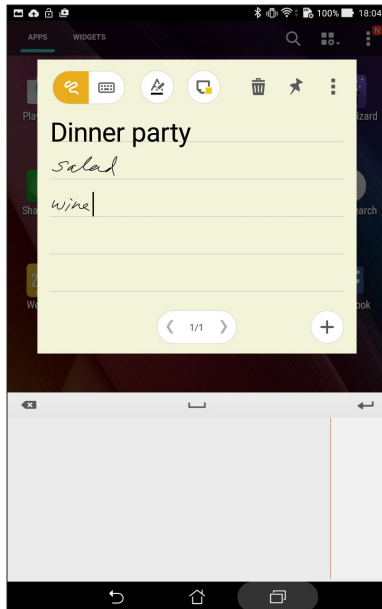 100% 18:04
APPS WIDGETS
N
Dinner party
salad
wine
1/1